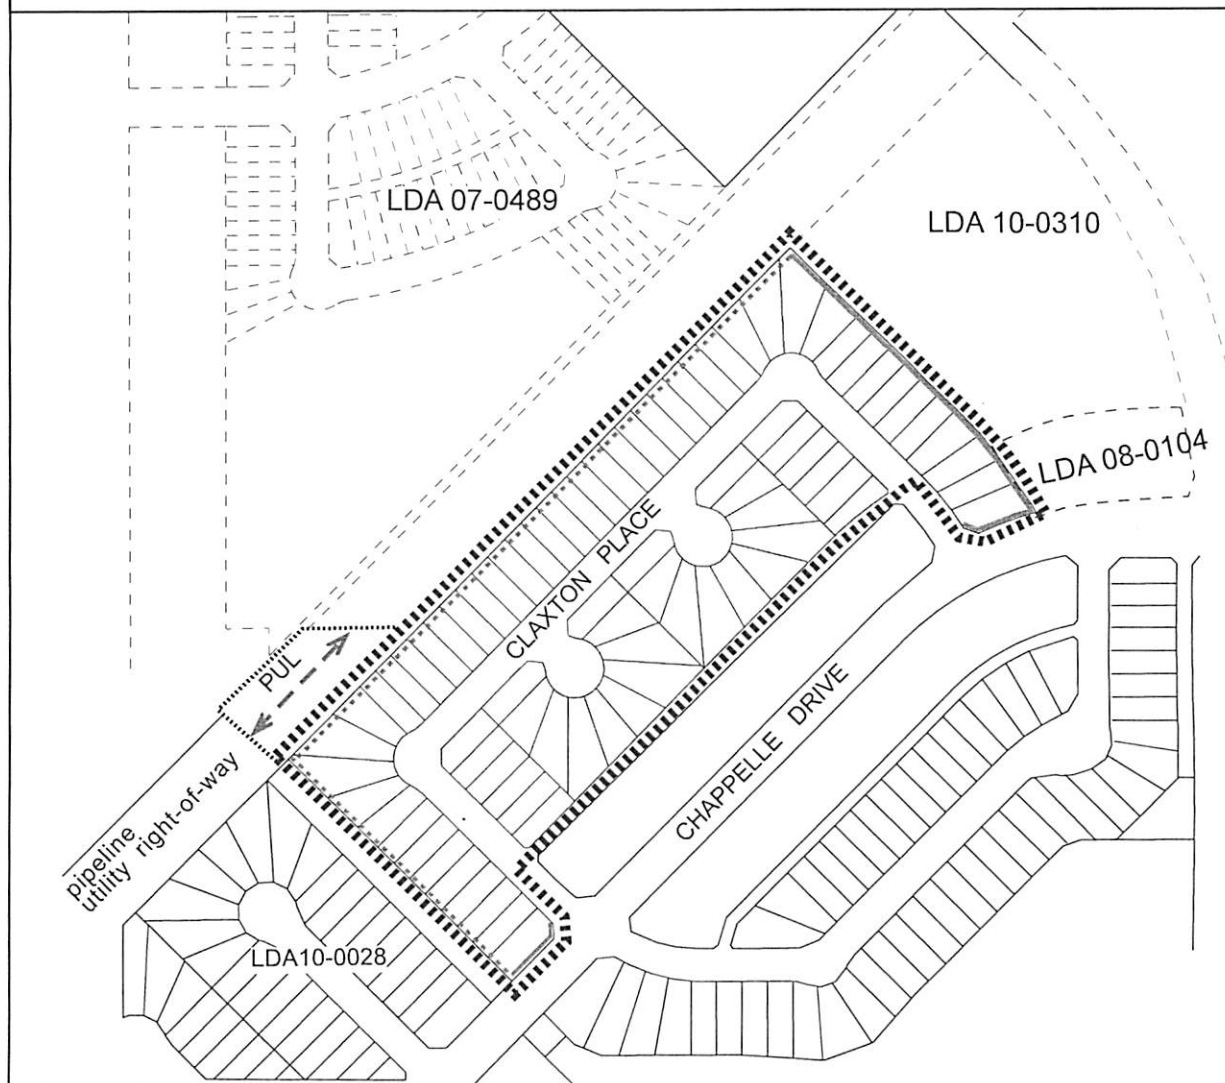 LDA 07-0489
LDA 10-0310
LDA 08-0104
CLAXTON PLACE
PUL
CHAPPELLE DRIVE
pipeline
utility right-of-way
LDA10-0028